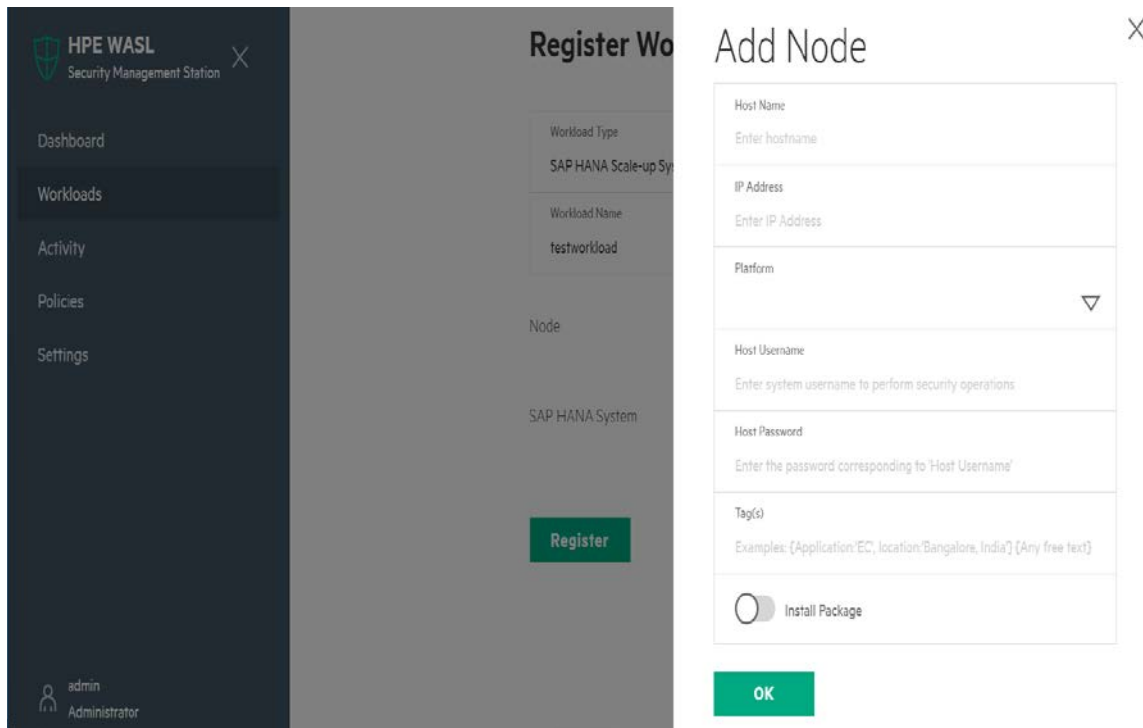 HPE WASL
Security Management Station
Dashboard
Workloads
Activity
Policies
Settings
admin
Administrator
Register Wo
Workload Type
SAP HANA Scale-up Sy
Workload Name
testworkload
Node
SAP HANA System
Register
Add Node
Host Name
Enter hostname
IP Address
Enter IP Address
Platform
Host Username
Enter system username to perform security operations
Host Password
Enter the password corresponding to 'Host Username'
Tag(s)
Examples: {Application:'EC', location:'Bangalore, India'} {Any free text}
Install Package
OK